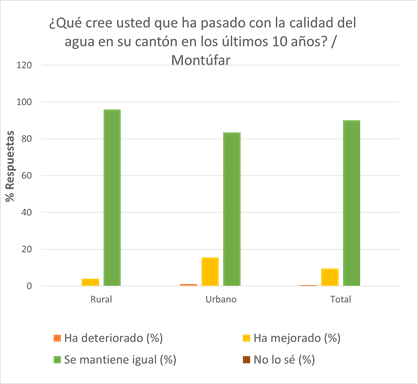 ¿Qué cree usted que ha pasado con la calidad del
agua en su cantón en los últimos 10 años? /
Montúfar
% Respuestas
120
100
80
60
40
20
0
Rural
Urbano
Total
Ha deteriorado (%)
Ha mejorado (%)
Se mantiene igual (%)
No lo sé (%)